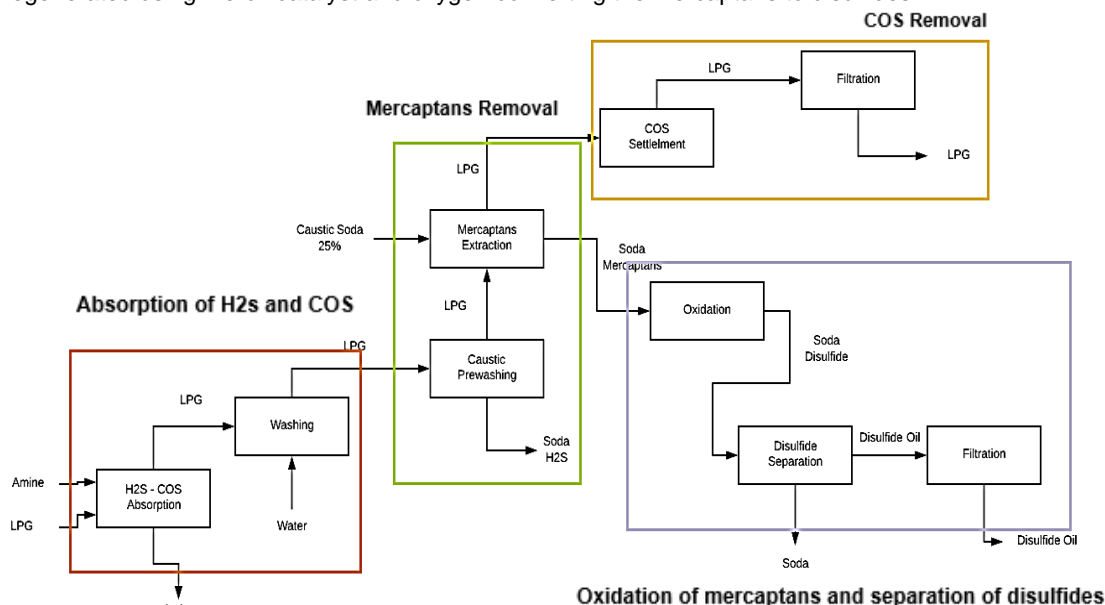 COS Removal
LPG
Filtration
COS
Settlelment
LPG
Mercaptans Removal
LPG
Caustic Soda
25%
Mercaptans
Extraction
Soda
Mercaptans
LPG
Caustic
Prewashing
Soda
H2S
Oxidation
Soda
Disulfide
Disulfide
Separation
Disulfide Oil
Filtration
Soda
Disulfide Oil
Absorption of H2s and COS
LPG
LPG
Washing
Amine
H2S - COS
Absorption
LPG
Water
Oxidation of mercaptans and separation of disulfides